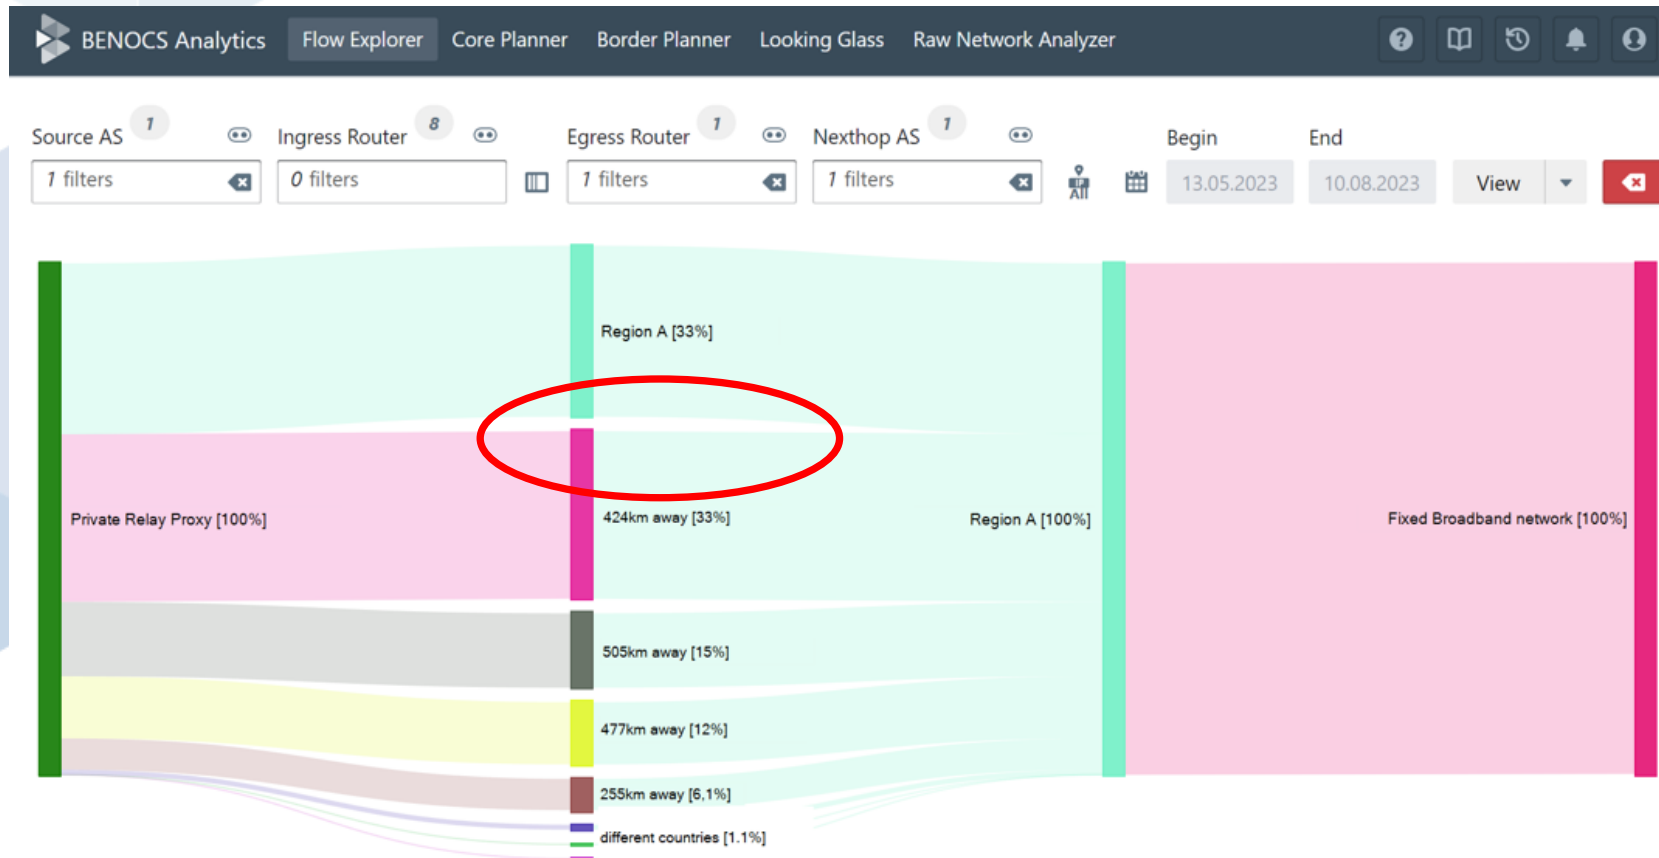 BENOCS Analytics Flow Explorer Core Planner Border Planner Looking Glass Raw Network Analyzer
Source AS 1 Ingress Router 8 Egress Router 1 Nexthop AS 1 Begin End
1 filters 0 filters 1 filters 1 filters IP All 13.05.2023 10.08.2023 View
Region A [33%]
Private Relay Proxy [100%] 424km away [33%] Region A [100%] Fixed Broadband network [100%]
505km away [15%]
477km away [12%]
255km away [6,1%]
different countries [1.1%]